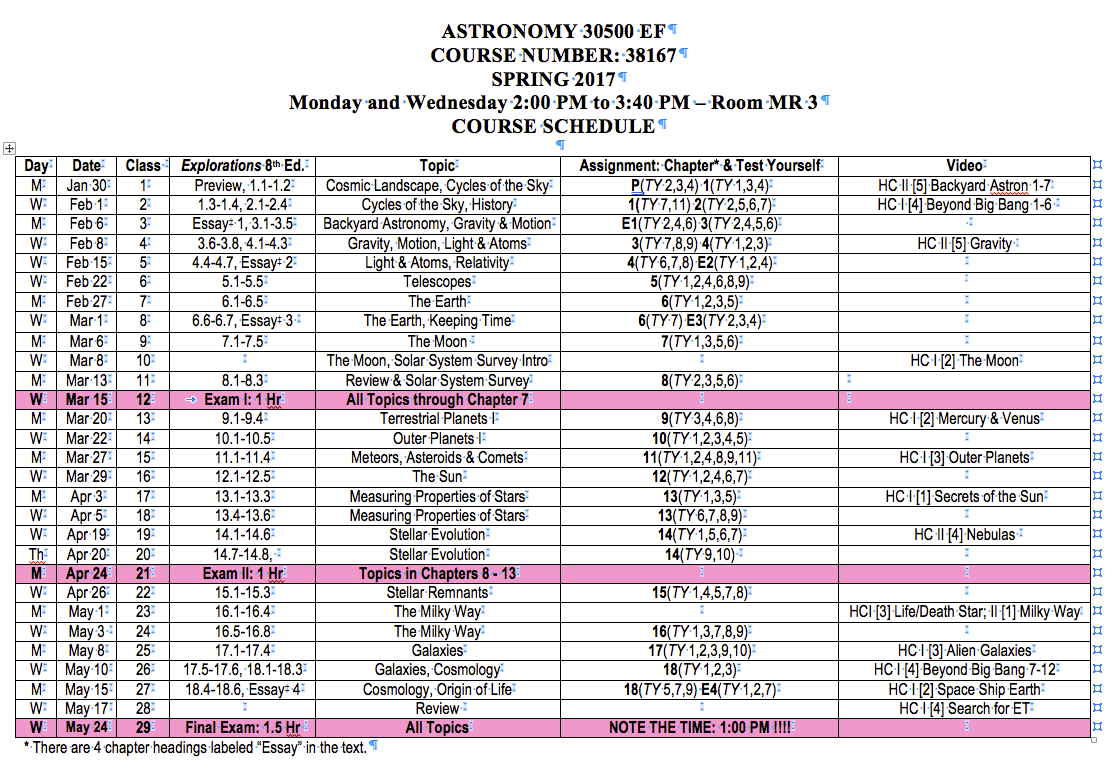 ASTRONOMY 30500 EF
COURSE NUMBER: 38167
SPRING 2017
Monday and Wednesday 2:00 PM to 3:40 PM – Room MR 3
COURSE SCHEDULE
Day Date Class Explorations 8th Ed. Topic Assignment: Chapter* & Test Yourself Video
M Jan 30 1 Preview, 1.1-1.2 Cosmic Landscape, Cycles of the Sky P(TY 2,3,4) 1(TY 1,3,4) HC II [5] Backyard Astron 1-7
W Feb 1 2 1.3-1.4, 2.1-2.4 Cycles of the Sky, History 1(TY 7,11) 2(TY 2,5,6,7) HC I [4] Beyond Big Bang 1-6
M Feb 6 3 Essay* 1, 3.1-3.5 Backyard Astronomy, Gravity & Motion E1(TY 2,4,6) 3(TY 2,4,5,6)
W Feb 8 4 3.6-3.8, 4.1-4.3 Gravity, Motion, Light & Atoms 3(TY 7,8,9) 4(TY 1,2,3) HC II [5] Gravity
W Feb 15 5 4.4-4.7, Essay* 2 Light & Atoms, Relativity 4(TY 6,7,8) E2(TY 1,2,4)
W Feb 22 6 5.1-5.5 Telescopes 5(TY 1,2,4,6,8,9)
M Feb 27 7 6.1-6.5 The Earth 6(TY 1,2,3,5)
W Mar 1 8 6.6-6.7, Essay* 3 The Earth, Keeping Time 6(TY 7) E3(TY 2,3,4)
M Mar 6 9 7.1-7.5 The Moon 7(TY 1,3,5,6)
W Mar 8 10 The Moon, Solar System Survey Intro HC I [2] The Moon
M Mar 13 11 8.1-8.3 Review & Solar System Survey 8(TY 2,3,5,6)
W Mar 15 12 Exam I: 1 Hr All Topics through Chapter 7
M Mar 20 13 9.1-9.4 Terrestrial Planets I 9(TY 3,4,6,8) HC I [2] Mercury & Venus
W Mar 22 14 10.1-10.5 Outer Planets I 10(TY 1,2,3,4,5)
M Mar 27 15 11.1-11.4 Meteors, Asteroids & Comets 11(TY 1,2,4,8,9,11) HC I [3] Outer Planets
W Mar 29 16 12.1-12.5 The Sun 12(TY 1,2,4,6,7)
M Apr 3 17 13.1-13.3 Measuring Properties of Stars 13(TY 1,3,5) HC I [1] Secrets of the Sun
W Apr 5 18 13.4-13.6 Measuring Properties of Stars 13(TY 6,7,8,9)
W Apr 19 19 14.1-14.6 Stellar Evolution 14(TY 1,5,6,7) HC II [4] Nebulas
Th Apr 20 20 14.7-14.8, Stellar Evolution 14(TY 9,10)
M Apr 24 21 Exam II: 1 Hr Topics in Chapters 8 - 13
W Apr 26 22 15.1-15.3 Stellar Remnants 15(TY 1,4,5,7,8)
M May 1 23 16.1-16.4 The Milky Way HCI [3] Life/Death Star; II [1] Milky Way
W May 3 24 16.5-16.8 The Milky Way 16(TY 1,3,7,8,9)
M May 8 25 17.1-17.4 Galaxies 17(TY 1,2,3,9,10) HC I [3] Alien Galaxies
W May 10 26 17.5-17.6, 18.1-18.3 Galaxies, Cosmology 18(TY 1,2,3) HC I [4] Beyond Big Bang 7-12
M May 15 27 18.4-18.6, Essay* 4 Cosmology, Origin of Life 18(TY 5,7,9) E4(TY 1,2,7) HC I [2] Space Ship Earth
W May 17 28 Review HC I [4] Search for ET
W May 24 29 Final Exam: 1.5 Hr All Topics NOTE THE TIME: 1:00 PM !!!!
* There are 4 chapter headings labeled “Essay” in the text.